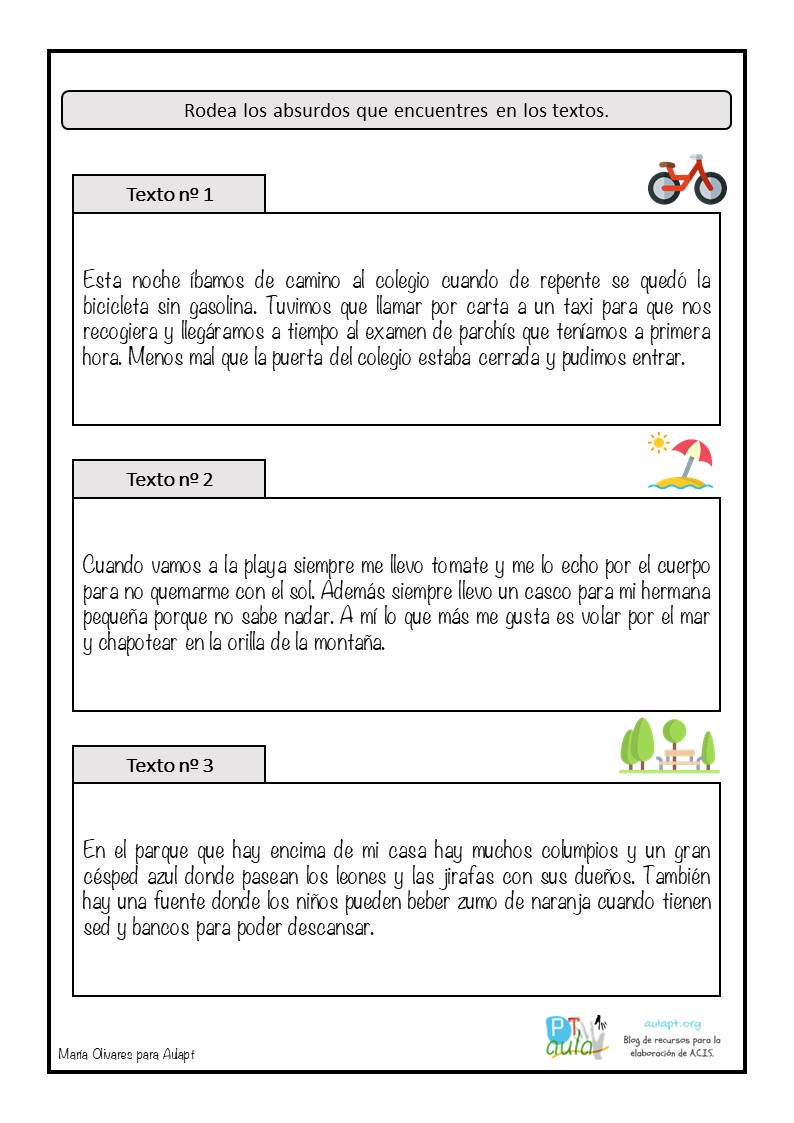 Rodea los absurdos que encuentres en los textos.
Texto nº 1
Esta noche íbamos de camino al colegio cuando de repente se quedó la
bicicleta sin gasolina. Tuvimos que llamar por carta a un taxi para que nos
recogiera y llegáramos a tiempo al examen de parchís que teníamos a primera
hora. Menos mal que la puerta del colegio estaba cerrada y pudimos entrar.
Texto nº 2
Cuando vamos a la playa siempre me llevo tomate y me lo echo por el cuerpo
para no quemarme con el sol. Además siempre llevo un casco para mi hermana
pequeña porque no sabe nadar. A mí lo que más me gusta es volar por el mar
y chapotear en la orilla de la montaña.
Texto nº 3
En el parque que hay encima de mi casa hay muchos columpios y un gran
césped azul donde pasean los leones y las jirafas con sus dueños. También
hay una fuente donde los niños pueden beber zumo de naranja cuando tienen
sed y bancos para poder descansar.
María Olivares para Aulapt
PT
aula
aulapt.org
Blog de recursos para la
elaboración de A.C.I.S.